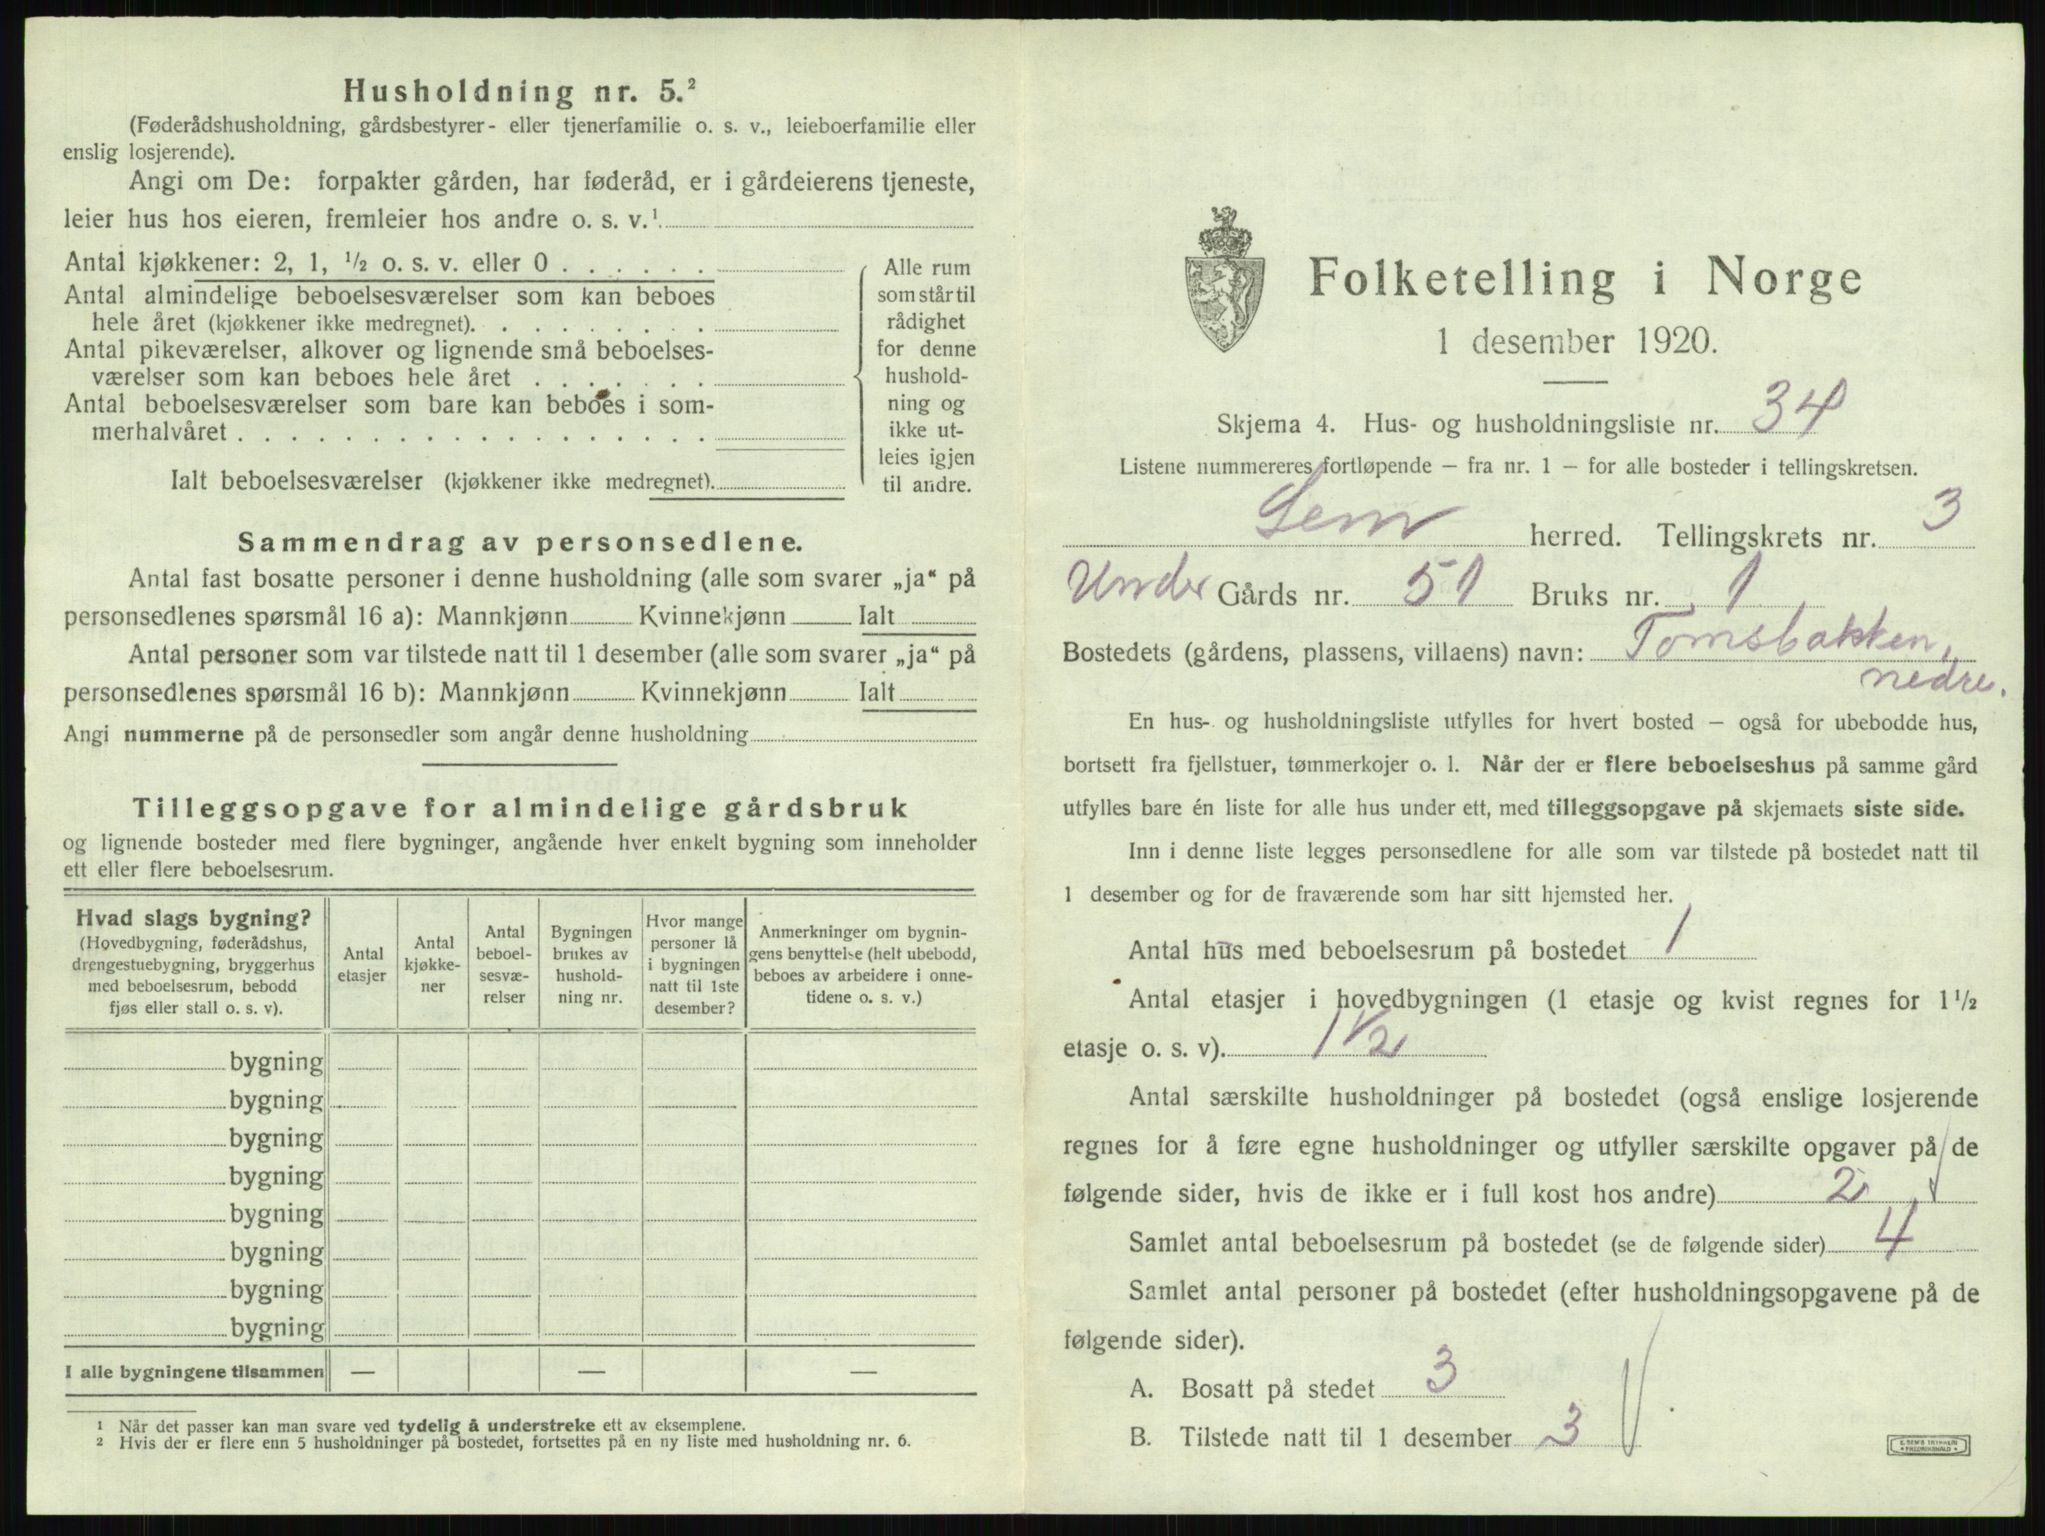 Husholdning nr. 5.²
(Føderådshusholdning, gårdsbestyrer- eller tjenerfamilie o. s. v., leieboerfamilie eller
enslig losjerende).
Angi om De: forpakter gården, har føderåd, er i gårdeierens tjeneste,
leier hus hos eieren, fremleier hos andre o. s. v.¹
Antal kjøkkener: 2, 1, ½ o. s. v. eller 0 . . . . . .
Antal almindelige beboelsesværelser som kan beboes
hele året (kjøkkener ikke medregnet). . . . . . . . .
Antal pikeværelser, alkover og lignende små beboelses-
værelser som kan beboes hele året . . . . . . .
Antal beboelsesværelser som bare kan beboes i som-
merhalvåret . . . . . . . . . . . . . . . . . .
Ialt beboelsesværelser (kjøkkener ikke medregnet).
Alle rum
som står til
rådighet
for denne
hushold-
ning og
ikke ut-
leies igjen
til andre.
Sammendrag av personsedlene.
Antal fast bosatte personer i denne husholdning (alle som svarer „ja“ på
personsedlenes spørsmål 16 a): Mannkjønn Kvinnekjønn Ialt
Antal personer som var tilstede natt til 1 desember (alle som svarer „ja“ på
personsedlenes spørsmål 16 b): Mannkjønn Kvinnekjønn Ialt
Angi nummerne på de personsedler som angår denne husholdning
Tilleggsopgave for almindelige gårdsbruk
og lignende bosteder med flere bygninger, angående hver enkelt bygning som inneholder
ett eller flere beboelsesrum.
Hvad slags bygning?
(Hovedbygning, føderådshus,
drengestuebygning, bryggerhus
med beboelsesrum, bebodd
fjøs eller stall o. s. v).
Antal
etasjer
Antal
kjøkke-
ner
Antal
beboel-
sesvæ-
relser
Bygningen
brukes av
hushold-
ning nr.
Hvor mange
personer lå
i bygningen
natt til 1ste
desember?
Anmerkninger om bygnin-
gens benyttelse (helt ubebodd,
beboes av arbeidere i onne-
tidene o. s. v.)
bygning
bygning
bygning
bygning
bygning
bygning
bygning
bygning
I alle bygningene tilsammen — — —
¹ Når det passer kan man svare ved tydelig å understreke ett av eksemplene.
² Hvis der er flere enn 5 husholdninger på bostedet, fortsettes på en ny liste med husholdning nr. 6.
Folketelling i Norge
1 desember 1920.
Skjema 4. Hus- og husholdningsliste nr. 34
Listene nummereres fortløpende – fra nr. 1 – for alle bosteder i tellingskretsen.
Sem herred. Tellingskrets nr. 3
Under Gårds nr. 51 Bruks nr. 1
Bostedets (gårdens, plassens, villaens) navn: Tomsbakken,
nedre.
En hus- og husholdningsliste utfylles for hvert bosted – også for ubebodde hus,
bortsett fra fjellstuer, tømmerkojer o. l. Når der er flere beboelseshus på samme gård
utfylles bare én liste for alle hus under ett, med tilleggsopgave på skjemaets siste side.
Inn i denne liste legges personsedlene for alle som var tilstede på bostedet natt til
1 desember og for de fraværende som har sitt hjemsted her.
Antal hus med beboelsesrum på bostedet 1
Antal etasjer i hovedbygningen (1 etasje og kvist regnes for 1½
etasje o. s. v). 1½
Antal særskilte husholdninger på bostedet (også enslige losjerende
regnes for å føre egne husholdninger og utfyller særskilte opgaver på de
følgende sider, hvis de ikke er i full kost hos andre) 2
Samlet antal beboelsesrum på bostedet (se de følgende sider) 4
Samlet antal personer på bostedet (efter husholdningsopgavene på de
følgende sider).
A. Bosatt på stedet 3
B. Tilstede natt til 1 desember 3